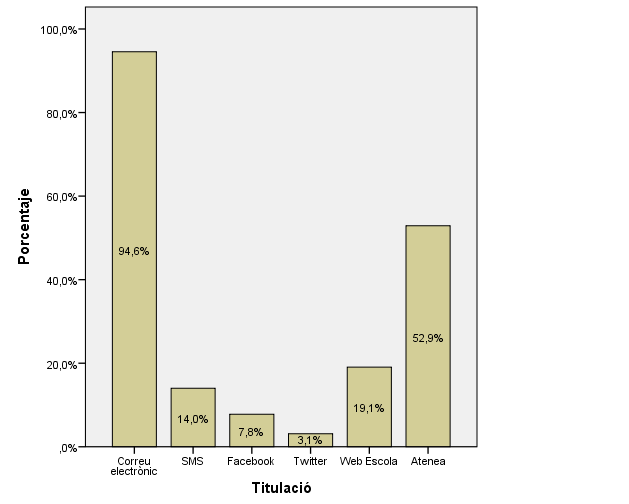 100,0%
80,0%
60,0%
40,0%
20,0%
,0%
Porcentaje
94,6%
14,0%
7,8%
3,1%
19,1%
52,9%
Correu
electrònic
SMS
Facebook
Twitter
Web Escola
Atenea
Titulació